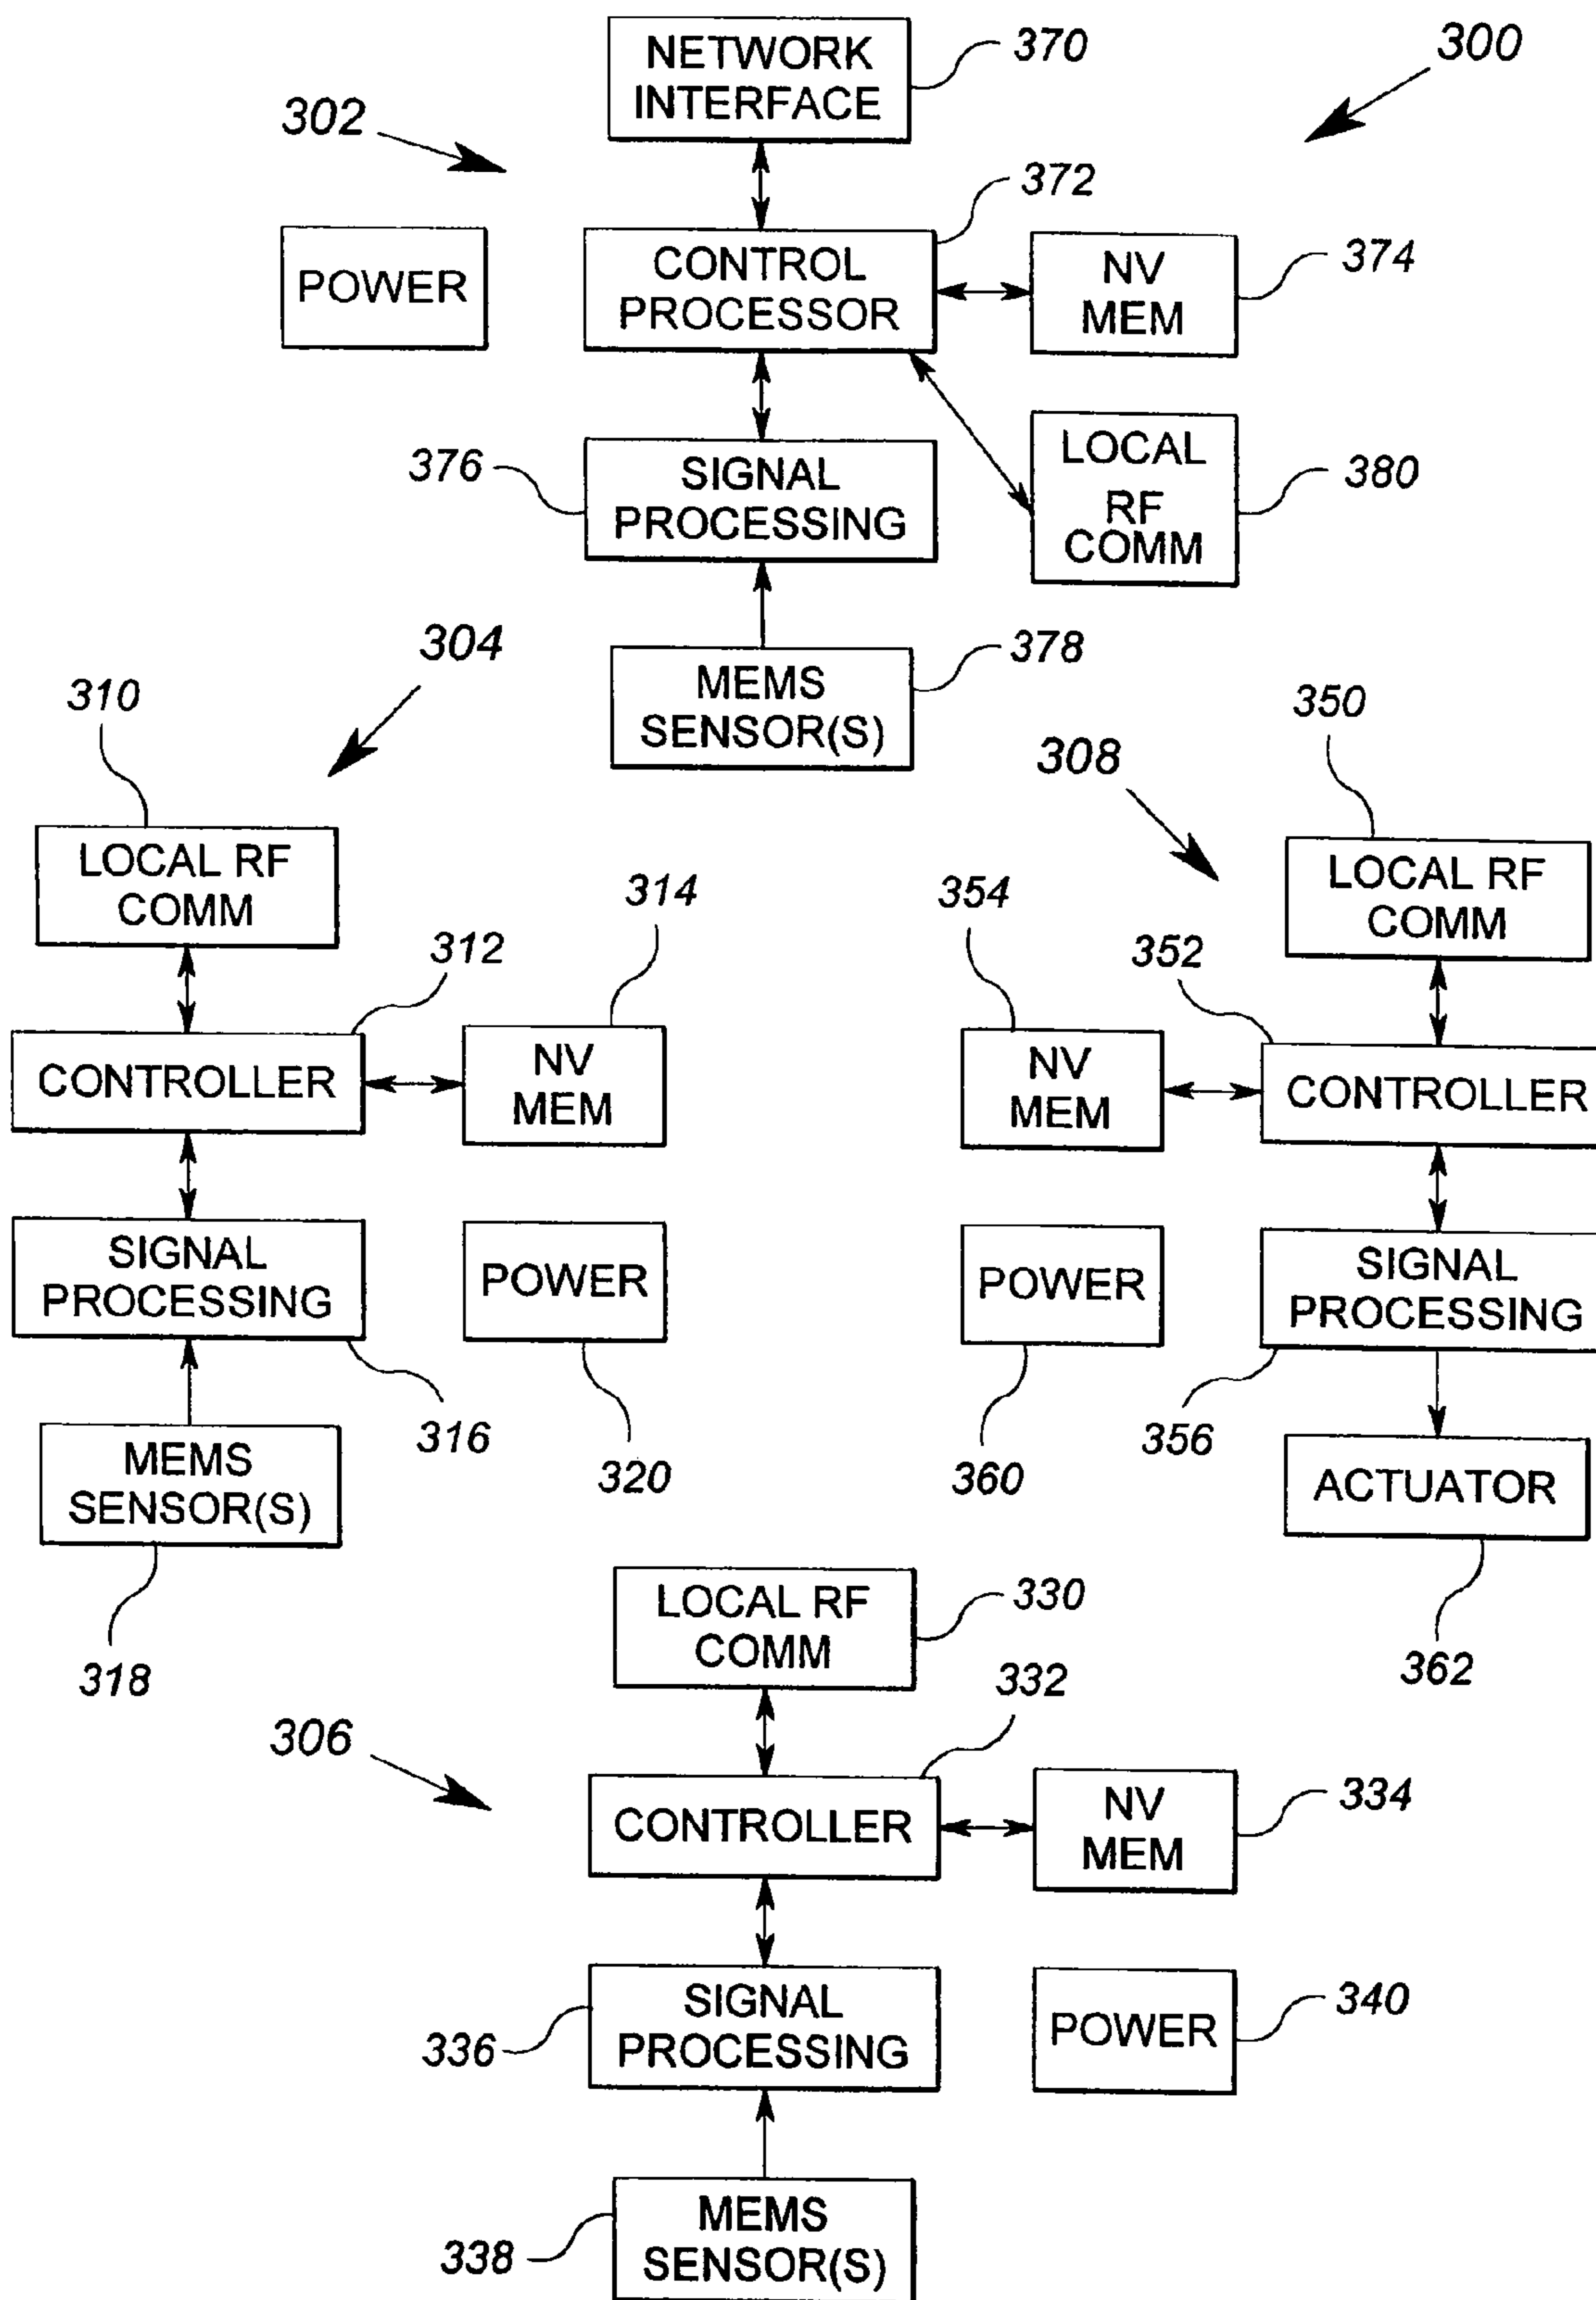 NETWORK
INTERFACE
370
300
302
372
POWER
CONTROL
PROCESSOR
NV
MEM
374
376
SIGNAL
PROCESSING
LOCAL
RF
COMM
380
304
MEMS
SENSOR(S)
378
310
LOCAL RF
COMM
312
314
CONTROLLER
NV
MEM
SIGNAL
PROCESSING
POWER
316
320
MEMS
SENSOR(S)
318
308
350
LOCAL RF
COMM
354
352
NV
MEM
CONTROLLER
POWER
SIGNAL
PROCESSING
360
356
ACTUATOR
362
LOCAL RF
COMM
330
306
332
CONTROLLER
NV
MEM
334
336
SIGNAL
PROCESSING
POWER
340
338
MEMS
SENSOR(S)